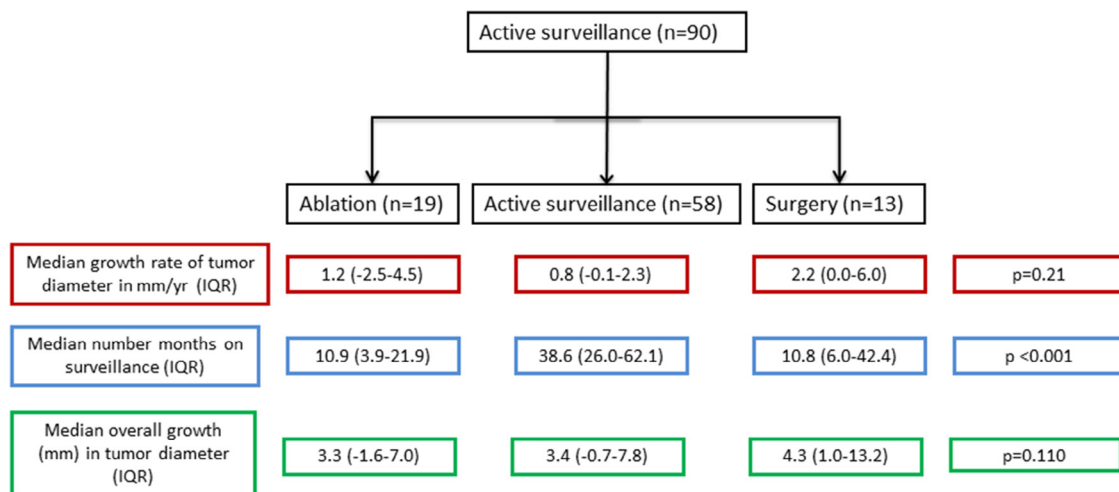 Active surveillance (n=90)
Ablation (n=19)
Active surveillance (n=58)
Surgery (n=13)
Median growth rate of tumor
diameter in mm/yr (IQR)
1.2 (-2.5-4.5)
0.8 (-0.1-2.3)
2.2 (0.0-6.0)
p=0.21
Median number months on
surveillance (IQR)
10.9 (3.9-21.9)
38.6 (26.0-62.1)
10.8 (6.0-42.4)
p <0.001
Median overall growth
(mm) in tumor diameter
(IQR)
3.3 (-1.6-7.0)
3.4 (-0.7-7.8)
4.3 (1.0-13.2)
p=0.110